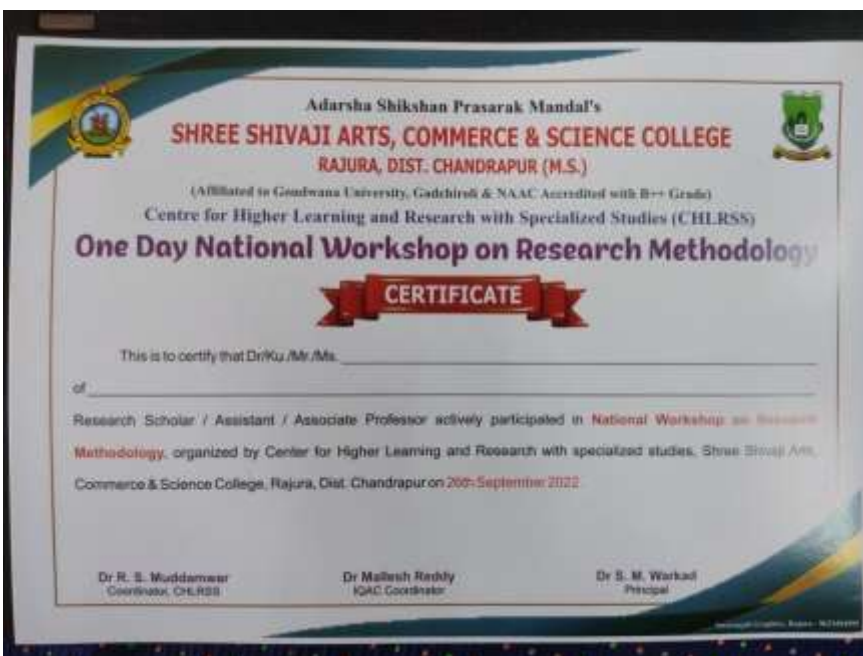 Adarsha Shikshan Prasarak Mandal's
SHREE SHIVAJI ARTS, COMMERCE & SCIENCE COLLEGE
RAJURA, DIST. CHANDRAPUR (M.S.)
(Affiliated to Gondwana University, Gadchiroli & NAAC Accredited with B++ Grade)
Centre for Higher Learning and Research with Specialized Studies (CHLRSS)
One Day National Workshop on Research Methodology
CERTIFICATE
This is to certify that Dr/Ku./Mr./Ms.
of
Research Scholar / Assistant / Associate Professor actively participated in National Workshop on Research
Methodology, organized by Center for Higher Learning and Research with specialized studies, Shree Shivaji Arts,
Commerce & Science College, Rajura, Dist. Chandrapur on 26th September 2022
Dr R. S. Muddamwar
Coordinator, CHLRSS
Dr Mallesh Reddy
IQAC Coordinator
Dr S. M. Warkad
Principal